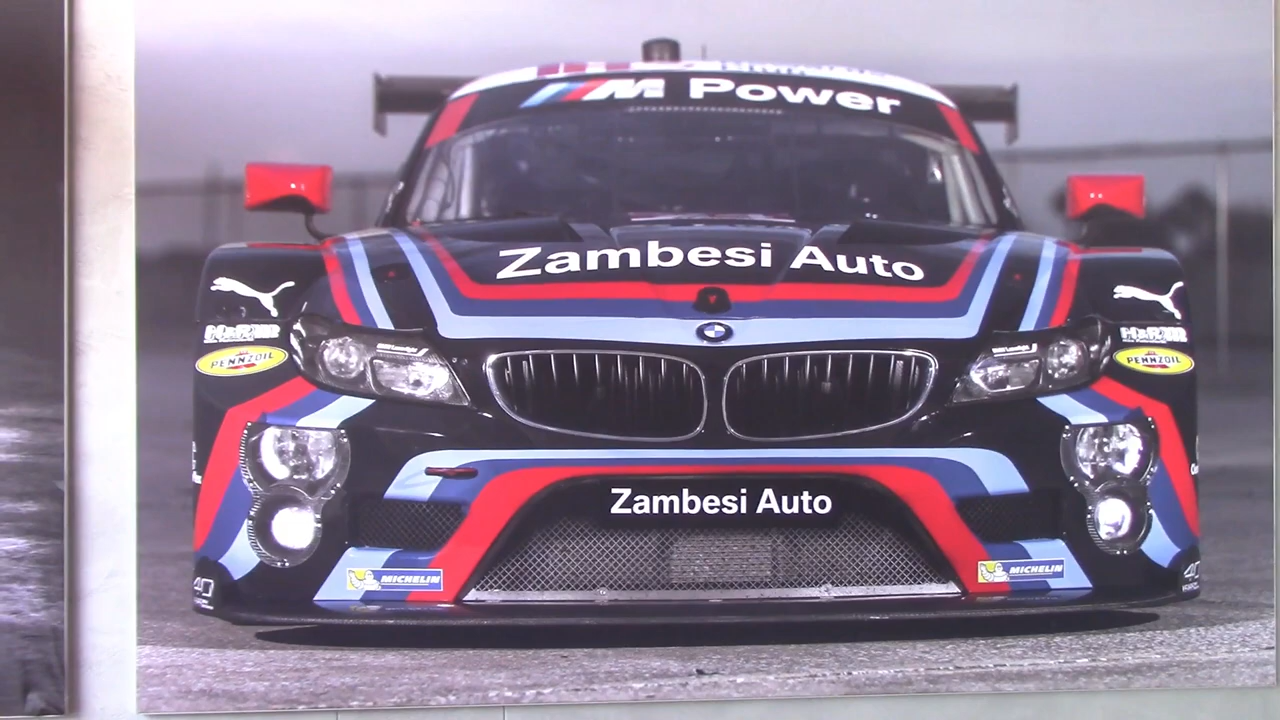 M Power
Zambesi Auto
PENNZOIL
PENNZOIL
Zambesi Auto
MICHELIN
MICHELIN